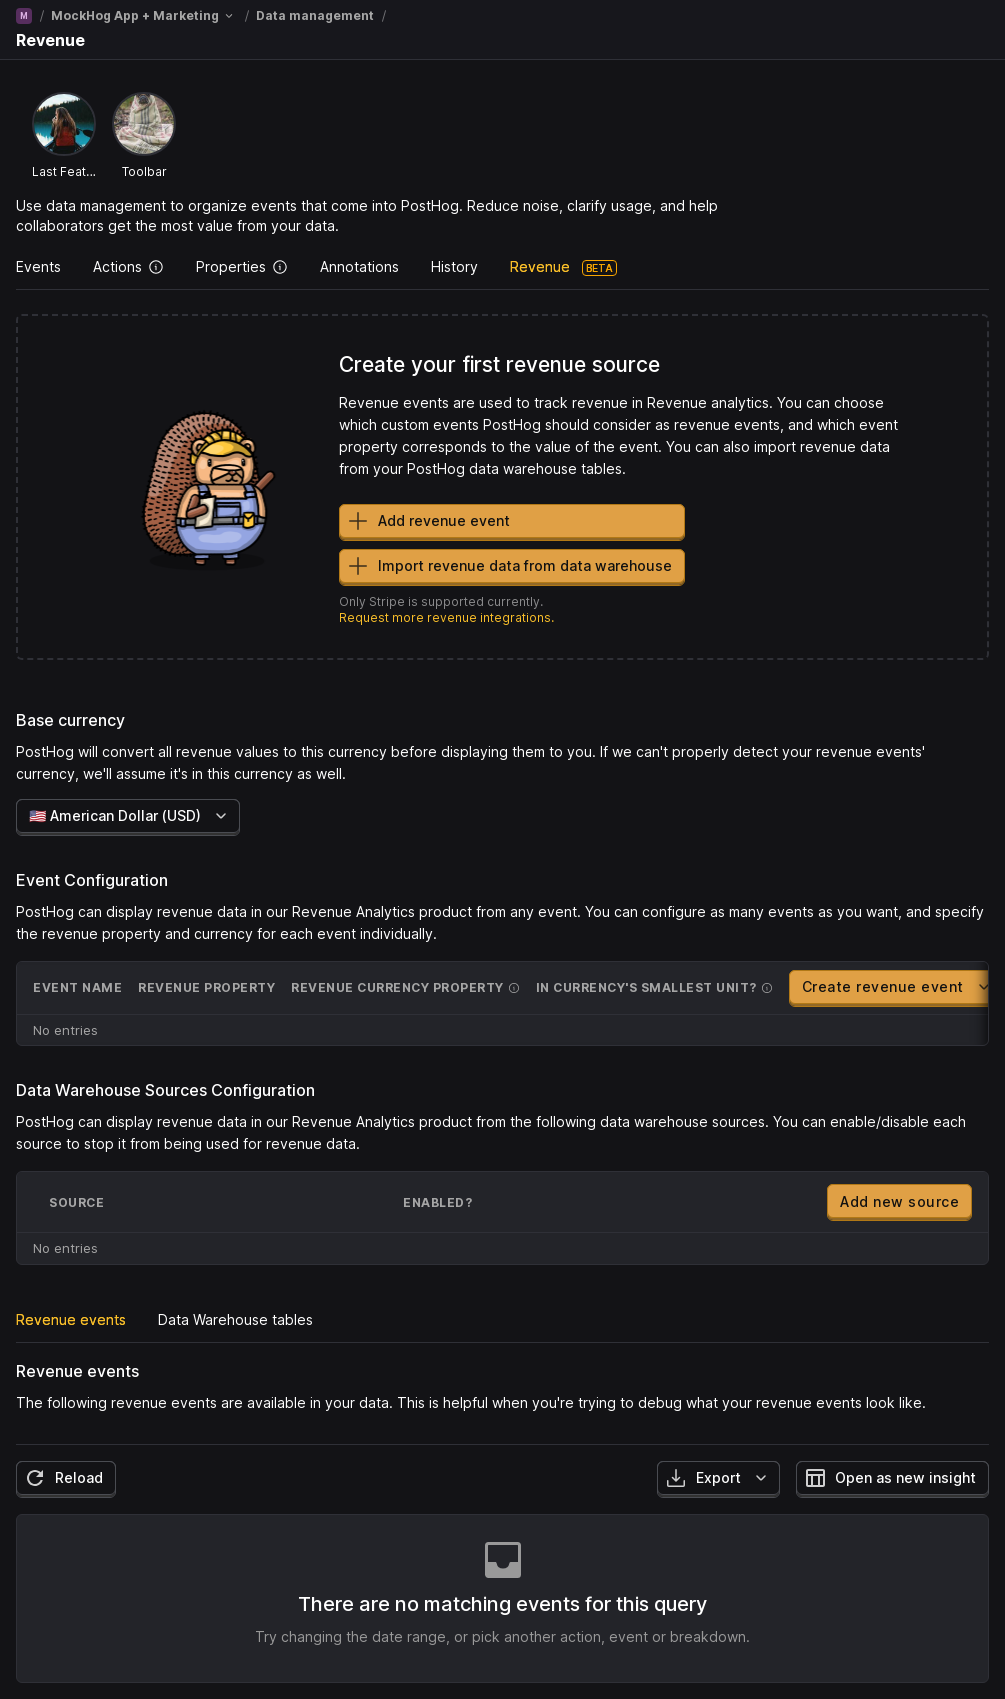 M / MockHog App + Marketing / Data management /
Revenue
Last Feat...
Toolbar
Use data management to organize events that come into PostHog. Reduce noise, clarify usage, and help
collaborators get the most value from your data.
Events Actions Properties Annotations History Revenue BETA
Create your first revenue source
Revenue events are used to track revenue in Revenue analytics. You can choose
which custom events PostHog should consider as revenue events, and which event
property corresponds to the value of the event. You can also import revenue data
from your PostHog data warehouse tables.
Add revenue event
Import revenue data from data warehouse
Only Stripe is supported currently.
Request more revenue integrations.
Base currency
PostHog will convert all revenue values to this currency before displaying them to you. If we can't properly detect your revenue events'
currency, we'll assume it's in this currency as well.
🇺🇸 American Dollar (USD)
Event Configuration
PostHog can display revenue data in our Revenue Analytics product from any event. You can configure as many events as you want, and specify
the revenue property and currency for each event individually.
EVENT NAME REVENUE PROPERTY REVENUE CURRENCY PROPERTY IN CURRENCY'S SMALLEST UNIT? Create revenue event
No entries
Data Warehouse Sources Configuration
PostHog can display revenue data in our Revenue Analytics product from the following data warehouse sources. You can enable/disable each
source to stop it from being used for revenue data.
SOURCE ENABLED? Add new source
No entries
Revenue events Data Warehouse tables
Revenue events
The following revenue events are available in your data. This is helpful when you're trying to debug what your revenue events look like.
Reload Export Open as new insight
There are no matching events for this query
Try changing the date range, or pick another action, event or breakdown.